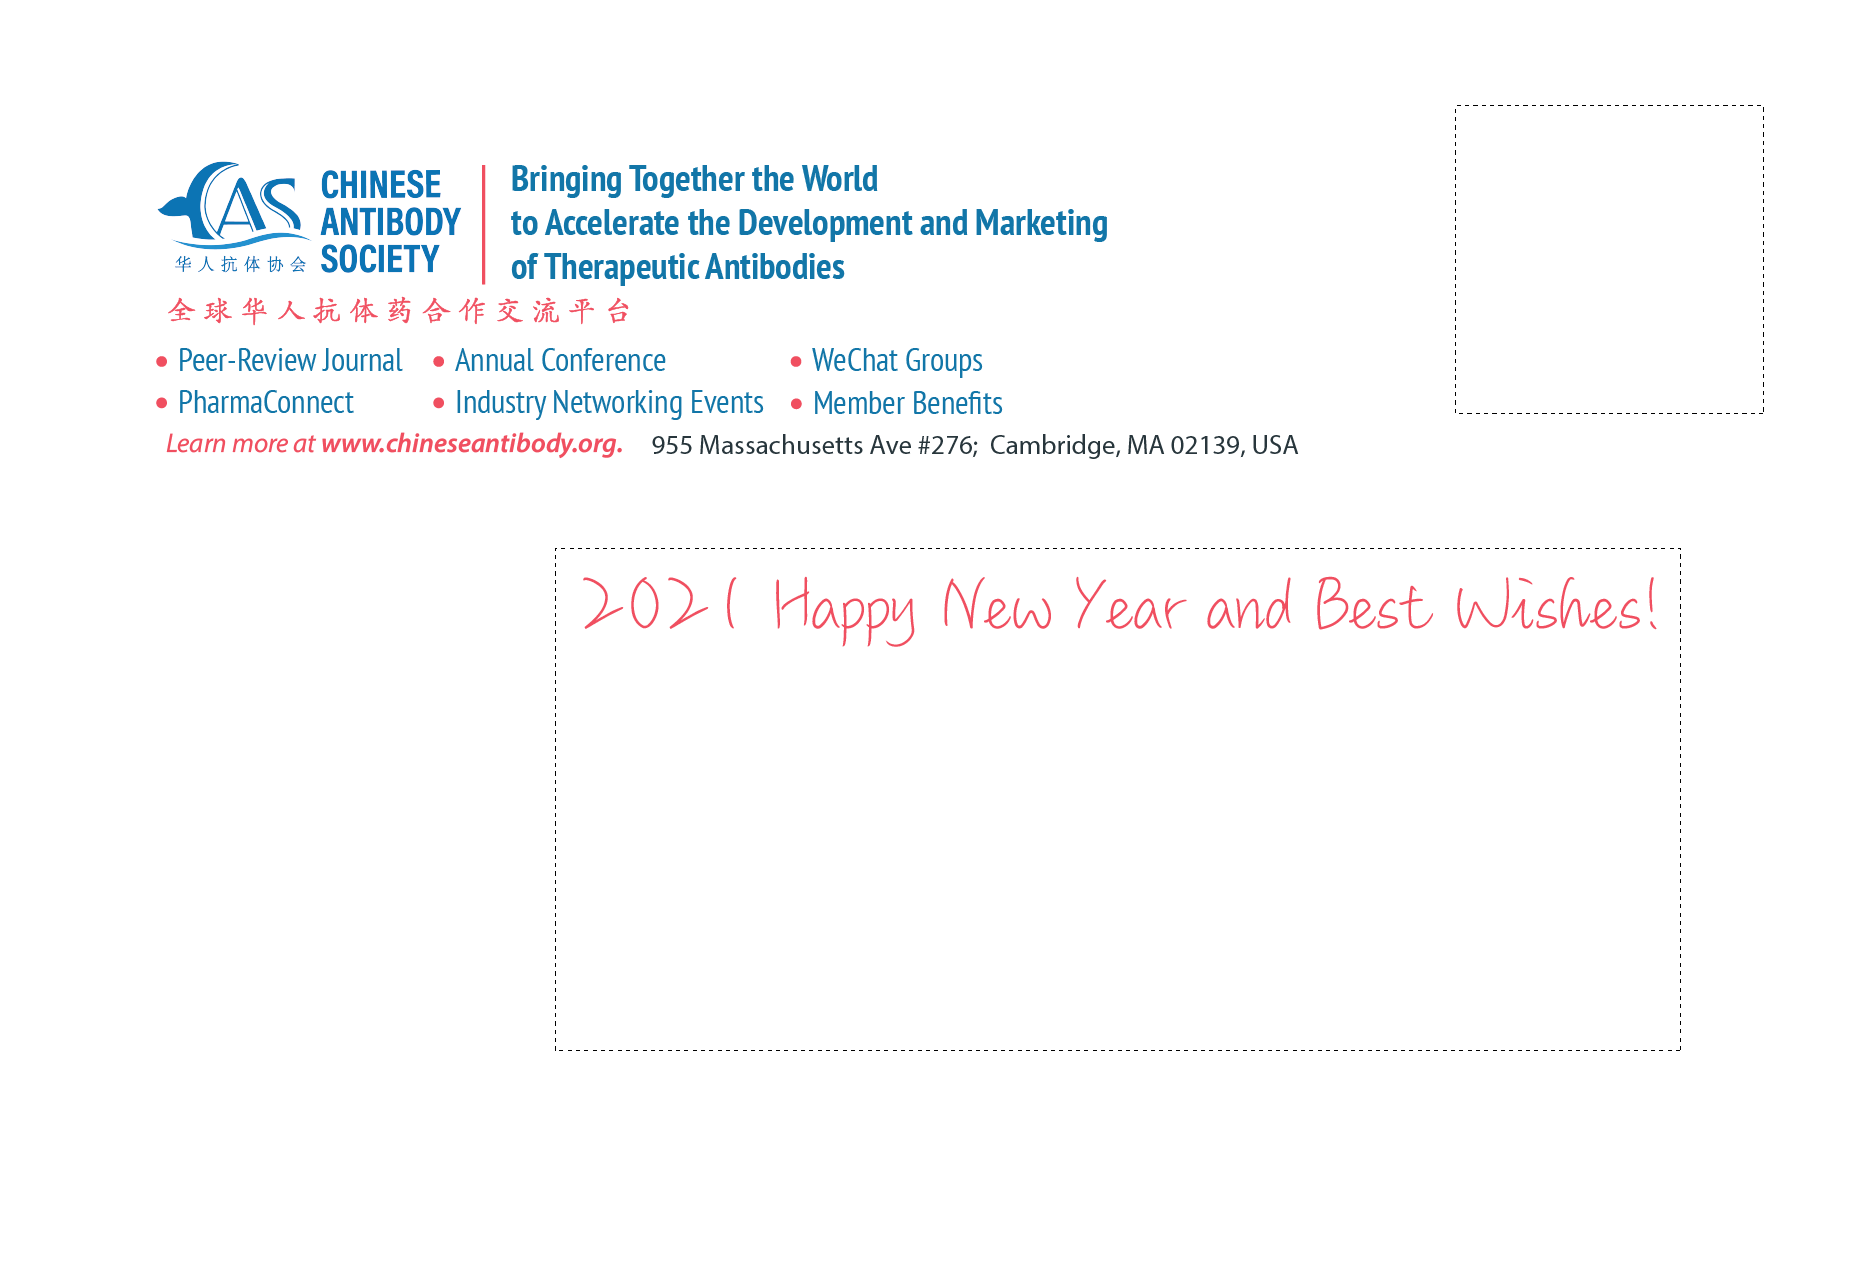 CAS
华人抗体协会
CHINESE
ANTIBODY
SOCIETY
Bringing Together the World
to Accelerate the Development and Marketing
of Therapeutic Antibodies
全球华人抗体药合作交流平台
• Peer-Review Journal • Annual Conference • WeChat Groups
• PharmaConnect • Industry Networking Events • Member Benefits
Learn more at www.chineseantibody.org. 955 Massachusetts Ave #276; Cambridge, MA 02139, USA
2021 Happy New Year and Best Wishes!